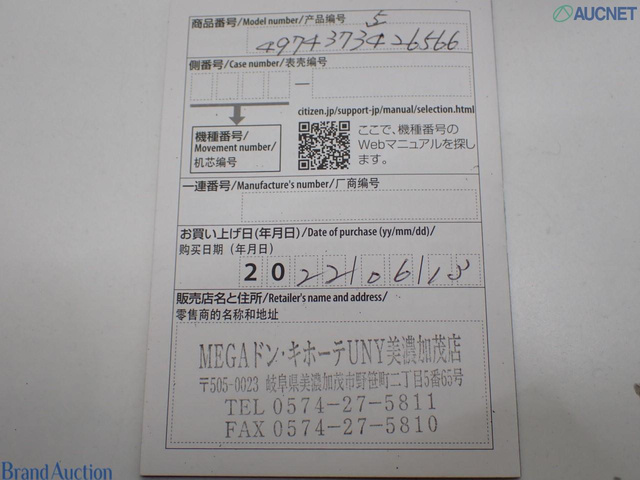 AUCNET
商品番号/Model number/产品编号
5
4974373426566
側番号/Case number/表壳编号
citizen.jp/support-jp/manual/selection.html
機種番号/
Movement number/
机芯编号
ここで、機種番号の
Webマニュアルを探し
ます。
一連番号/Manufacture's number/厂商编号
お買い上げ日(年月日)/Date of purchase (yy/mm/dd)/
购买日期（年月日）
20
販売店名と住所/Retailer's name and address/
零售商的名称和地址
MEGAドン・キホーテUNY美濃加茂店
〒505-0023 岐阜県美濃加茂市野笹町二丁目5番65号
TEL 0574-27-5811
FAX 0574-27-5810
Brand Auction